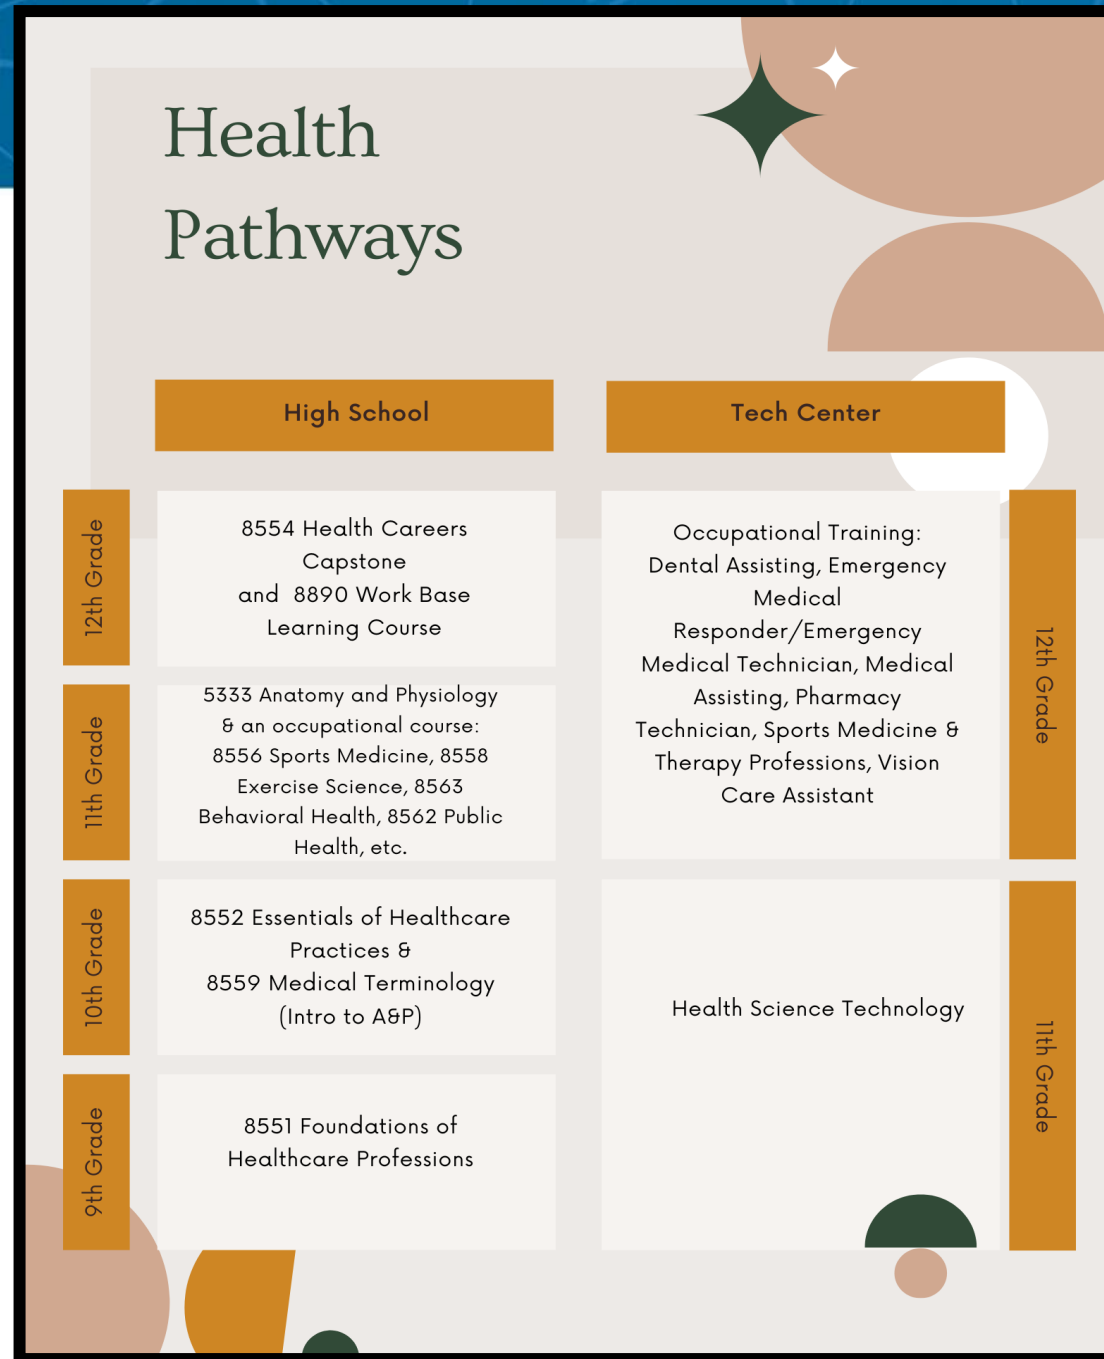 Health
Pathways
High School
Tech Center
12th Grade
8554 Health Careers
Capstone
and 8890 Work Base
Learning Course
11th Grade
5333 Anatomy and Physiology
& an occupational course:
8556 Sports Medicine, 8558
Exercise Science, 8563
Behavioral Health, 8562 Public
Health, etc.
10th Grade
8552 Essentials of Healthcare
Practices &
8559 Medical Terminology
(Intro to A&P)
9th Grade
8551 Foundations of
Healthcare Professions
Occupational Training:
Dental Assisting, Emergency
Medical
Responder/Emergency
Medical Technician, Medical
Assisting, Pharmacy
Technician, Sports Medicine &
Therapy Professions, Vision
Care Assistant
12th Grade
Health Science Technology
11th Grade